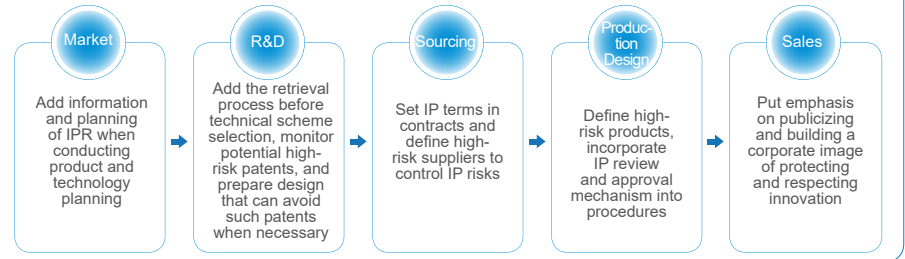 Market
Add information
and planning
of IPR when
conducting
product and
technology
planning
R&D
Add the retrieval
process before
technical scheme
selection, monitor
potential high-
risk patents, and
prepare design
that can avoid
such patents
when necessary
Sourcing
Set IP terms in
contracts and
define high-
risk suppliers to
control IP risks
Produc-
tion
Design
Define high-
risk products,
incorporate
IP review
and approval
mechanism into
procedures
Sales
Put emphasis
on publicizing
and building a
corporate image
of protecting
and respecting
innovation